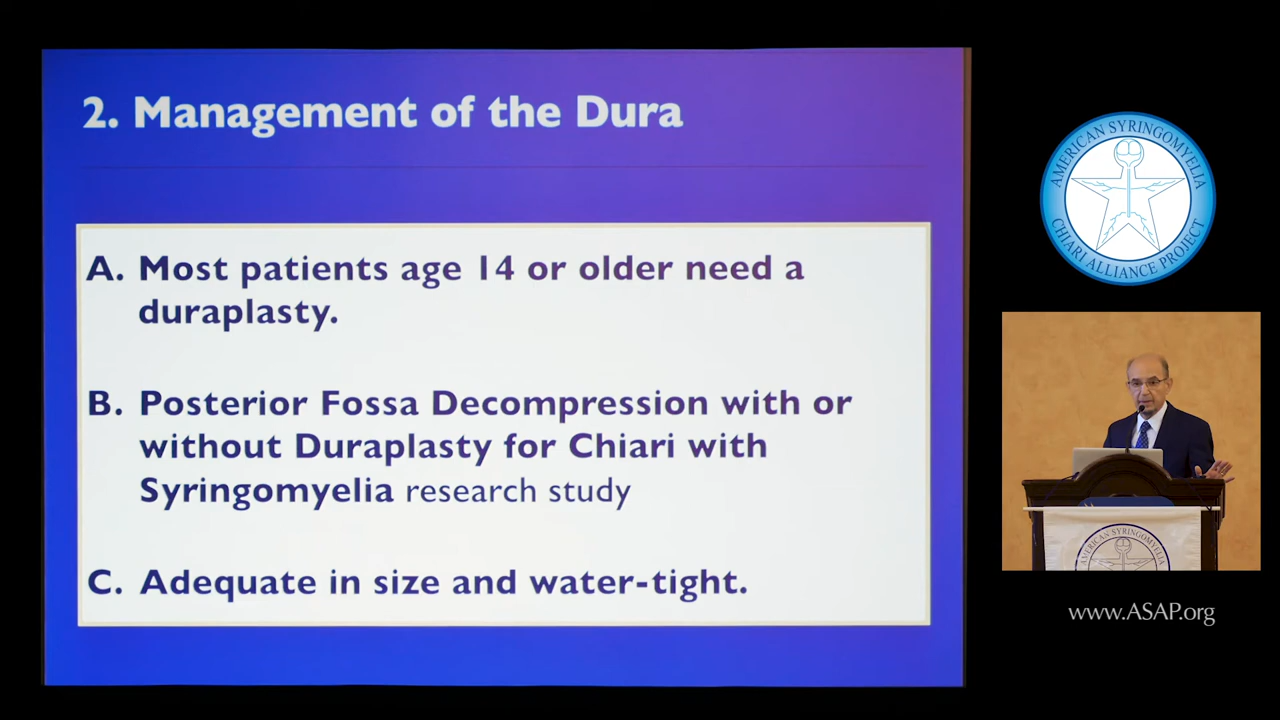 2. Management of the Dura
A. Most patients age 14 or older need a
duraplasty.
B. Posterior Fossa Decompression with or
without Duraplasty for Chiari with
Syringomyelia research study
C. Adequate in size and water-tight.
AMERICAN SYRINGOMYELIA
CHIARI ALLIANCE PROJECT
AMERICAN SYRINGOMYELIA
www.ASAP.org